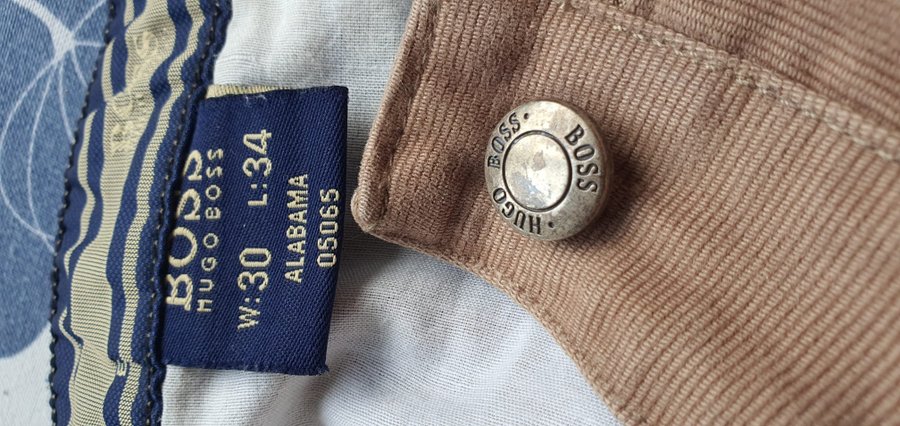 BOSS
HUGO BOSS
W:30 L:34
ALABAMA
05065
BOSS
·HUGO BOSS·